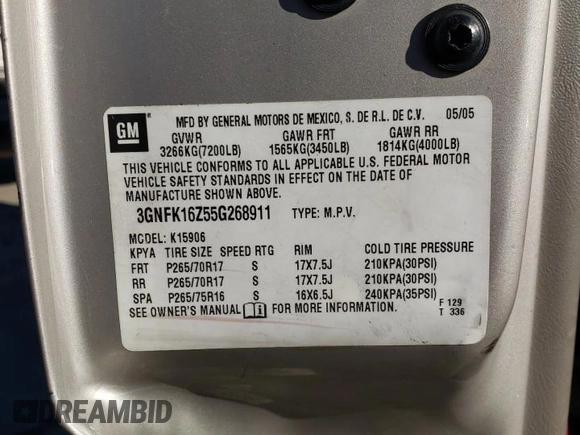 GM
MFD BY GENERAL MOTORS DE MEXICO, S. DE R.L. DE C.V. 05/05
GVWR GAWR FRT GAWR RR
3266KG(7200LB) 1565KG(3450LB) 1814KG(4000LB)
THIS VEHICLE CONFORMS TO ALL APPLICABLE U.S. FEDERAL MOTOR
VEHICLE SAFETY STANDARDS IN EFFECT ON THE DATE OF
MANUFACTURE SHOWN ABOVE.
3GNFK16Z55G268911 TYPE: M.P.V.
MODEL: K15906
KPYA TIRE SIZE SPEED RTG RIM COLD TIRE PRESSURE
FRT P265/70R17 S 17X7.5J 210KPA(30PSI)
RR P265/70R17 S 17X7.5J 210KPA(30PSI)
SPA P265/75R16 S 16X6.5J 240KPA(35PSI)
SEE OWNER'S MANUAL FOR MORE INFORMATION.
F 129
T 336
DREAMBID